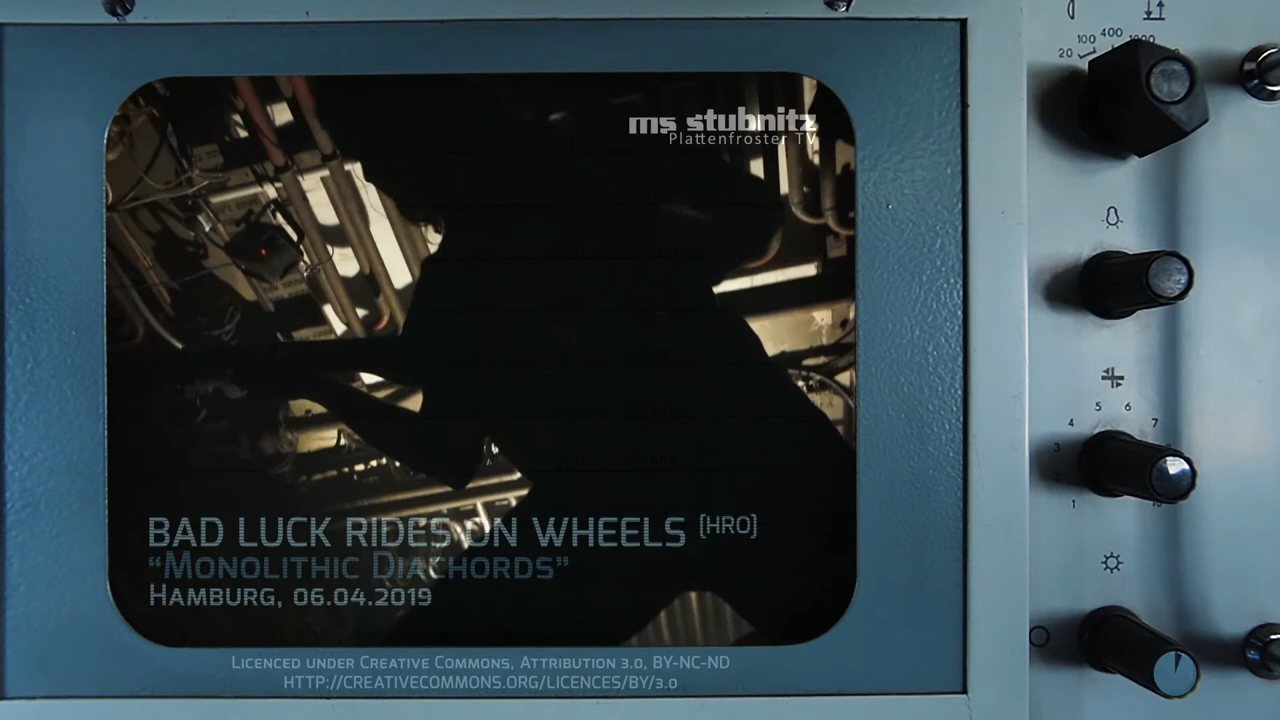 ms stubnitz
Plattenfroster TV
20 100 400 1000
5 6
4 7
3
1 10
BAD LUCK RIDES ON WHEELS [HRO]
“MONOLITHIC DIACHORDS”
HAMBURG, 06.04.2019
LICENCED UNDER CREATIVE COMMONS, ATTRIBUTION 3.0, BY-NC-ND
HTTP://CREATIVECOMMONS.ORG/LICENCES/BY/3.0